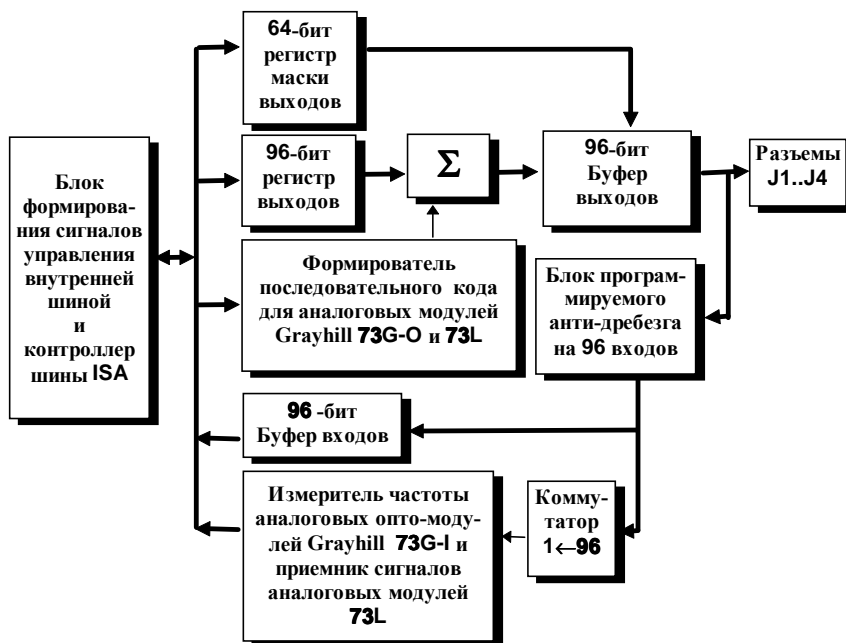 64-бит
регистр
маски
выходов
96-бит
регистр
выходов
Σ
96-бит
Буфер
выходов
Разъемы
J1..J4
Блок
формирова-
ния сигналов
управления
внутренней
шиной
и
контроллер
шины ISA
Формирователь
последовательного кода
для аналоговых модулей
Grayhill 73G-O и 73L
Блок програм-
мируемого
анти-дребезга
на 96 входов
96 -бит
Буфер входов
Измеритель частоты
аналоговых опто-моду-
лей Grayhill 73G-I и
приемник сигналов
аналоговых модулей
73L
Комму-
татор
1←96